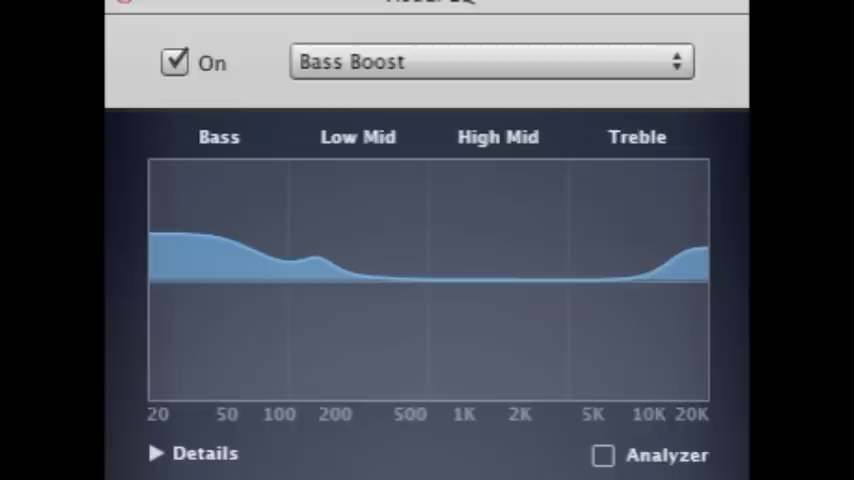 On
Bass Boost
Bass Low Mid High Mid Treble
20 50 100 200 500 1K 2K 5K 10K 20K
Details
Analyzer